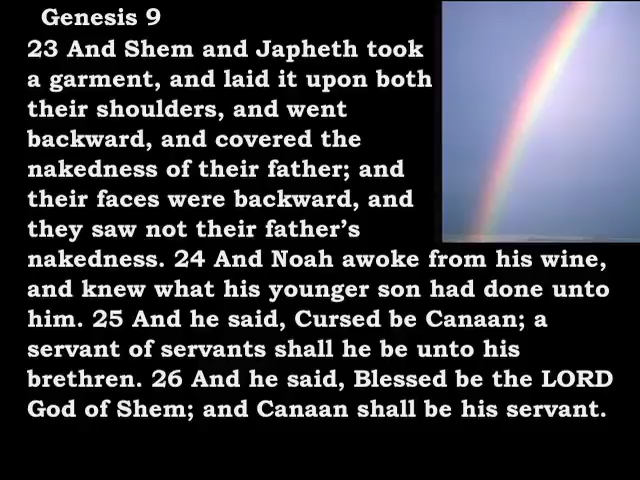 Genesis 9
23 And Shem and Japheth took
a garment, and laid it upon both
their shoulders, and went
backward, and covered the
nakedness of their father; and
their faces were backward, and
they saw not their father’s
nakedness. 24 And Noah awoke from his wine,
and knew what his younger son had done unto
him. 25 And he said, Cursed be Canaan; a
servant of servants shall he be unto his
brethren. 26 And he said, Blessed be the LORD
God of Shem; and Canaan shall be his servant.